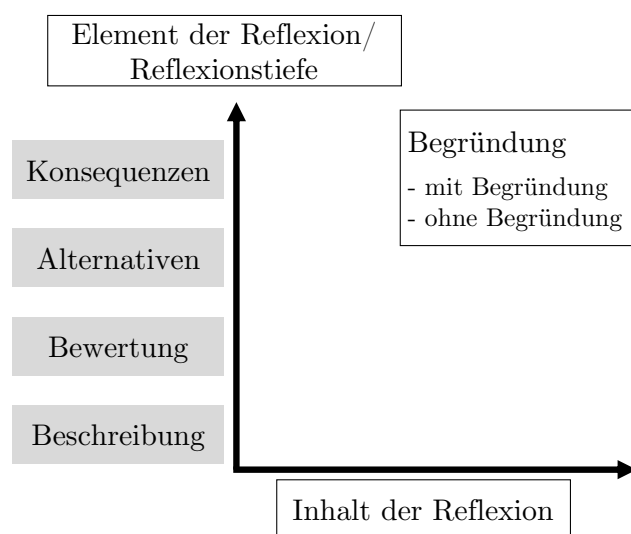 Element der Reflexion/
Reflexionstiefe
Begründung
- mit Begründung
- ohne Begründung
Konsequenzen
Alternativen
Bewertung
Beschreibung
Inhalt der Reflexion